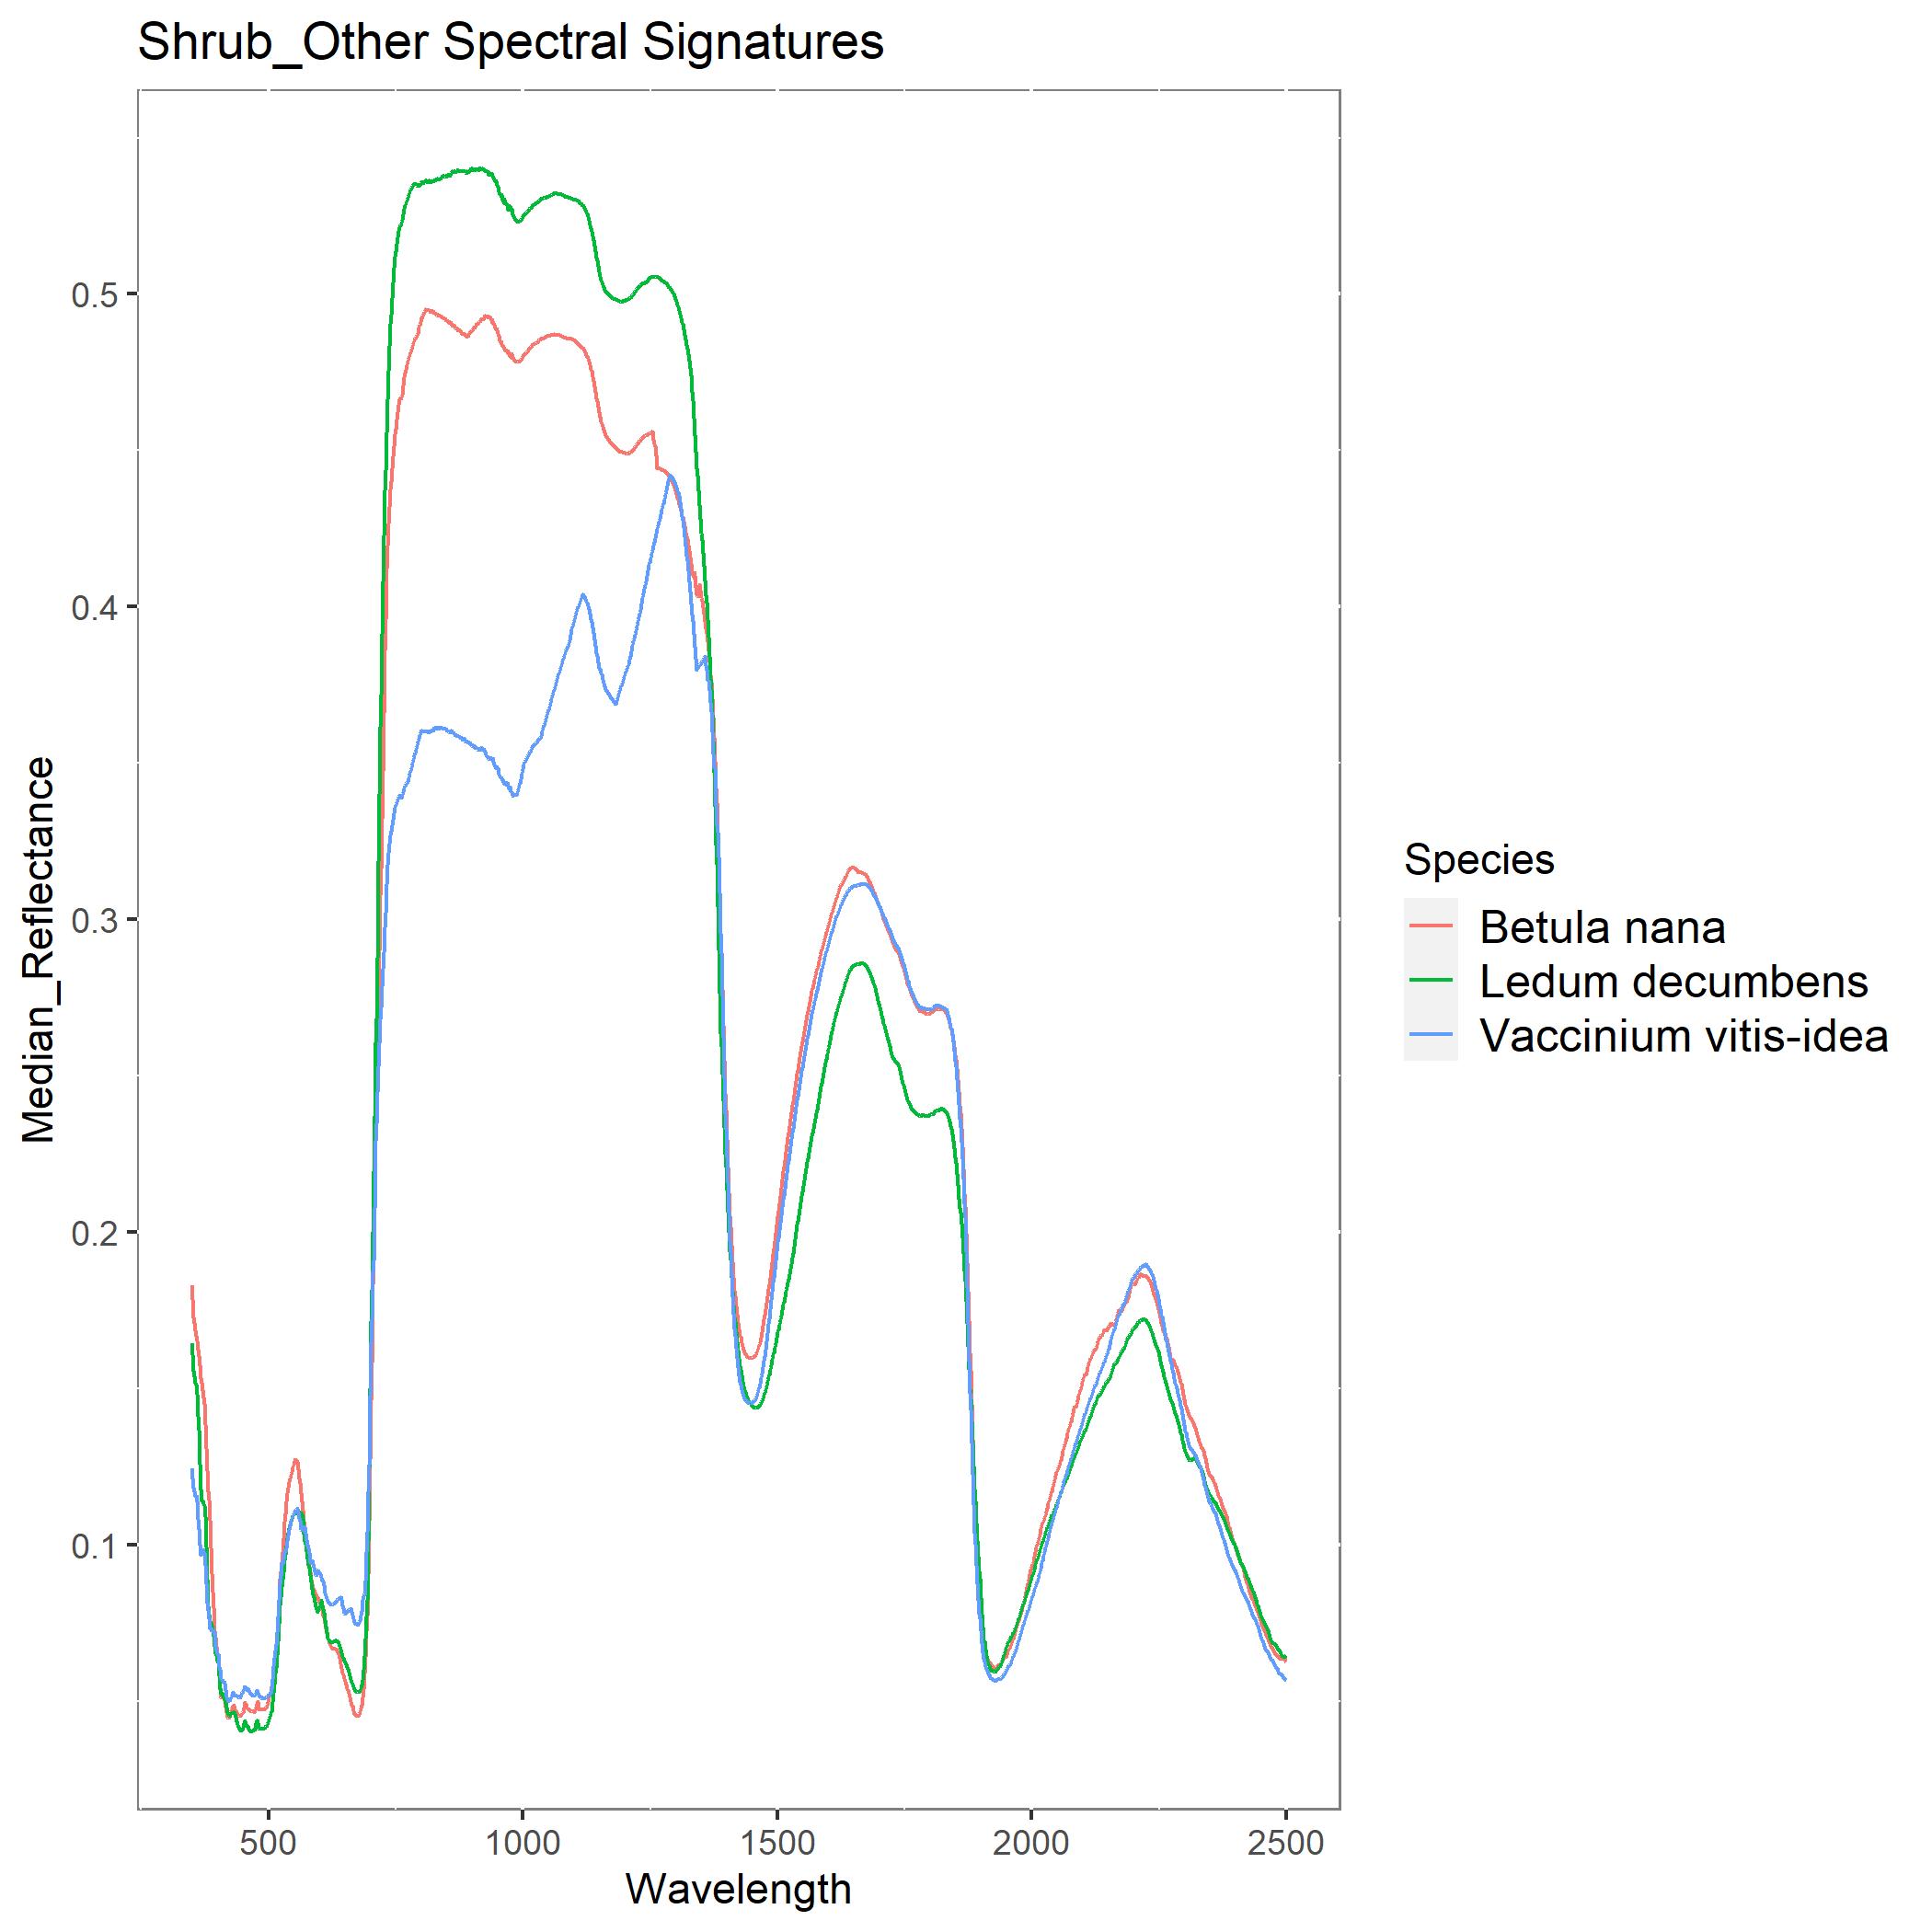 Shrub_Other Spectral Signatures
0.5
0.4
0.3
0.2
0.1
Median_Reflectance
500 1000 1500 2000 2500
Wavelength
Species
Betula nana
Ledum decumbens
Vaccinium vitis-idea